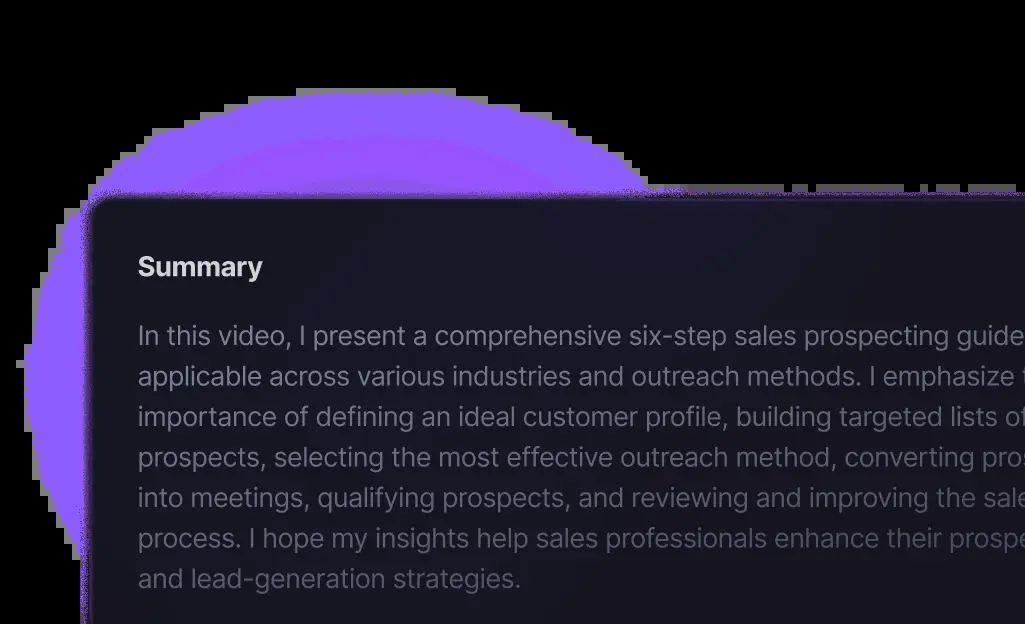 Summary
In this video, I present a comprehensive six-step sales prospecting guide
applicable across various industries and outreach methods. I emphasize
importance of defining an ideal customer profile, building targeted lists of
prospects, selecting the most effective outreach method, converting
into meetings, qualifying prospects, and reviewing and improving the
process. I hope my insights help sales professionals enhance their
and lead-generation strategies.